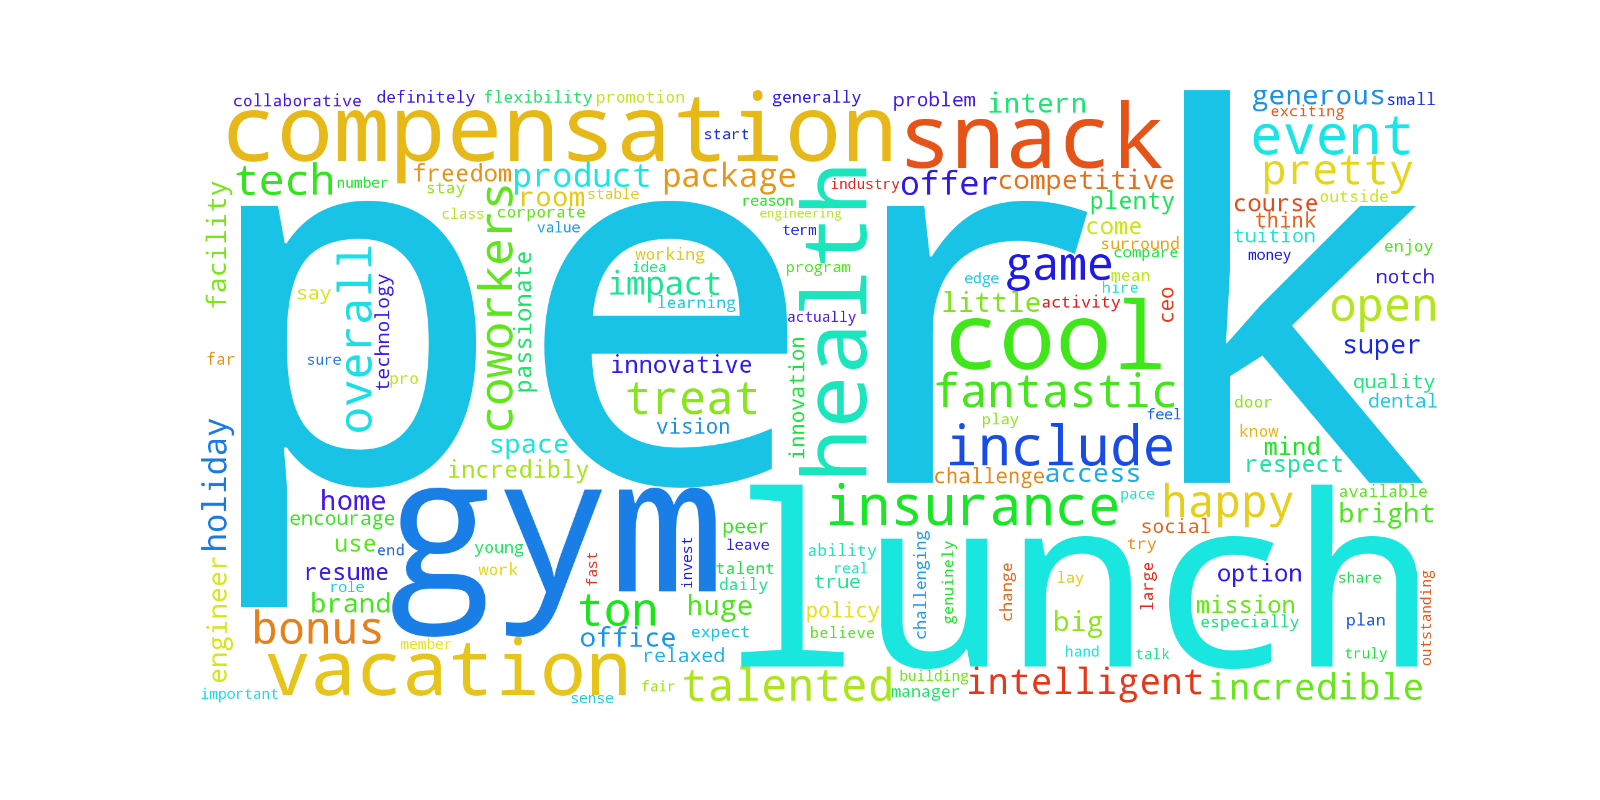 collaborative
definitely
flexibility
promotion
generally
problem
intern
generous
small
exciting
compensation
start
snack
event
tech
number
freedom
product
package
industry
offer
competitive
pretty
stay
room
stable
reason
plenty
course
outside
class
corporate
engineering
think
facility
coworkers
value
term
come
tuition
perk
health
surround
compare
enjoy
money
overall
passionate
working
idea
impact
learning
program
game
edge
mean
hire
notch
say
technology
actually
little
activity
ceo
open
cool
super
far
sure
pro
innovative
innovation
treat
vision
fantastic
quality
dental
play
feel
door
know
mind
respect
holiday
space
incredibly
include
challenge
access
home
encourage
gym
insurance
pace
happy
available
bright
peer
leave
social
try
use
end
young
work
fast
invest
talent
daily
ability
real
true
lunch
option
share
resume
role
brand
engineer
ton
huge
policy
believe
challenging
genuinely
change
lay
large
big
mission
especially
plan
outstanding
bonus
office
expect
member
relaxed
vacation
hand
talk
truly
important
sense
fair
talented
building
manager
intelligent
incredible